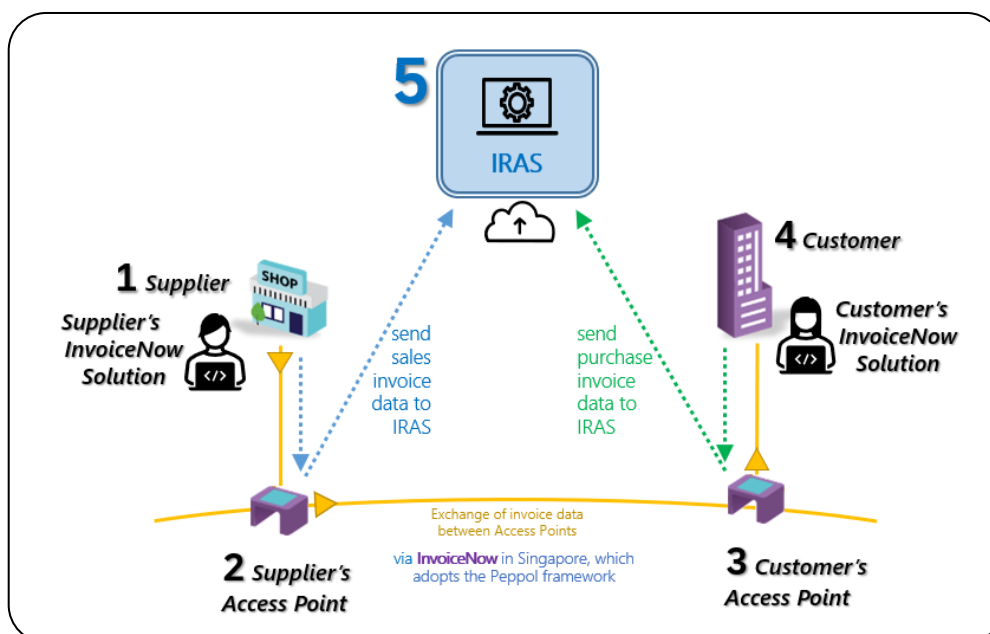 5
IRAS
1 Supplier
SHOP
Supplier's
InvoiceNow
Solution
</>
send
sales
invoice
data to
IRAS
send
purchase
invoice
data to
IRAS
4 Customer
Customer's
InvoiceNow
Solution
</>
Exchange of invoice data
between Access Points
via InvoiceNow in Singapore, which
adopts the Peppol framework
2 Supplier's
Access Point
3 Customer's
Access Point